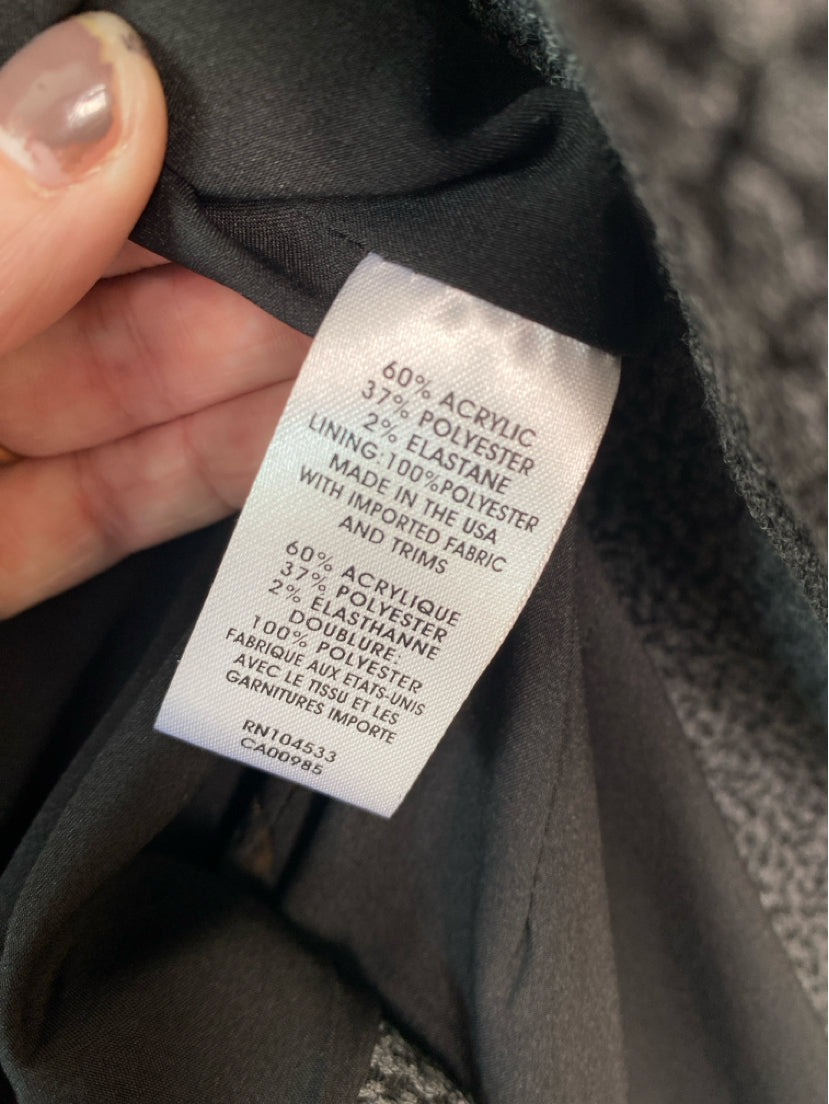 60% ACRYLIC
37% POLYESTER
2% ELASTANE
LINING:100%POLYESTER
MADE IN THE USA
WITH IMPORTED FABRIC
AND TRIMS
60% ACRYLIQUE
37% POLYESTER
2% ELASTHANNE
DOUBLURE:
100% POLYESTER
FABRIQUE AUX ETATS-UNIS
AVEC LE TISSU ET LES
GARNITURES IMPORTE
RN104533
CA00985